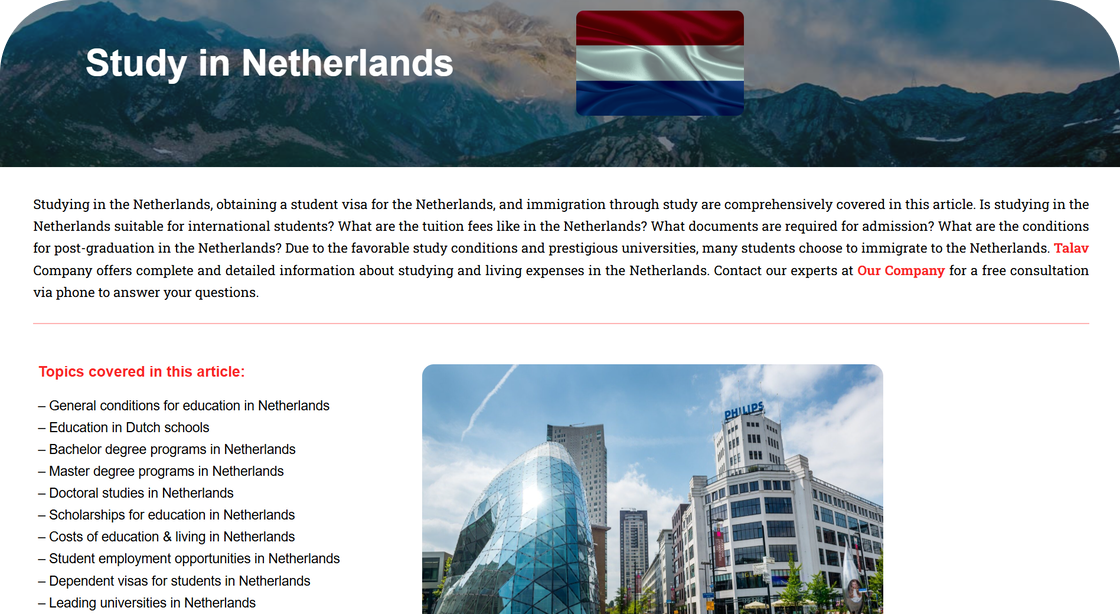 Study in Netherlands
Studying in the Netherlands, obtaining a student visa for the Netherlands, and immigration through study are comprehensively covered in this article. Is studying in the
Netherlands suitable for international students? What are the tuition fees like in the Netherlands? What documents are required for admission? What are the conditions
for post-graduation in the Netherlands? Due to the favorable study conditions and prestigious universities, many students choose to immigrate to the Netherlands. Talav
Company offers complete and detailed information about studying and living expenses in the Netherlands. Contact our experts at Our Company for a free consultation
via phone to answer your questions.
Topics covered in this article:
– General conditions for education in Netherlands
– Education in Dutch schools
– Bachelor degree programs in Netherlands
– Master degree programs in Netherlands
– Doctoral studies in Netherlands
– Scholarships for education in Netherlands
– Costs of education & living in Netherlands
– Student employment opportunities in Netherlands
– Dependent visas for students in Netherlands
– Leading universities in Netherlands
PHILIPS